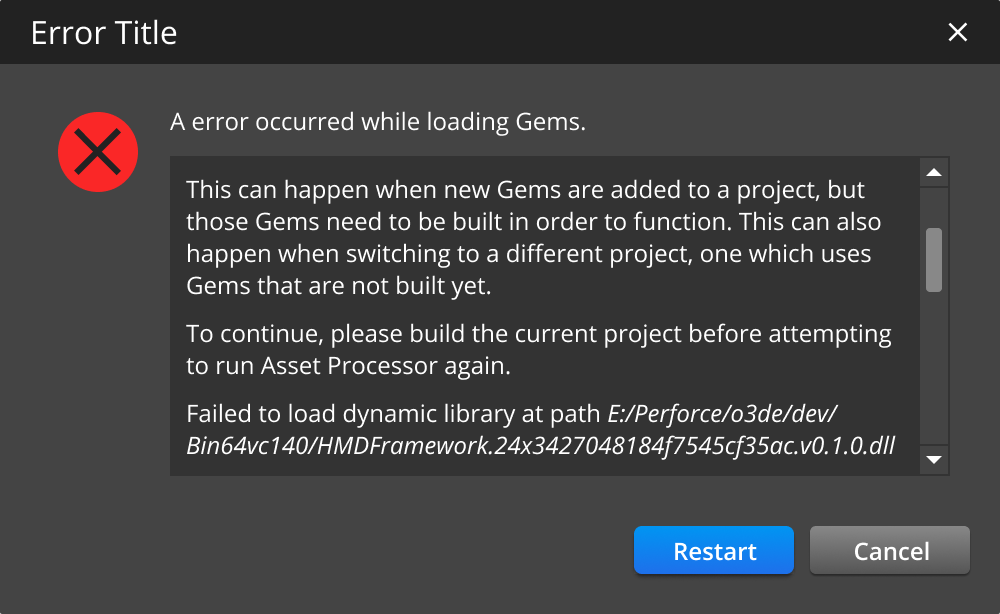 Error Title
A error occurred while loading Gems.
This can happen when new Gems are added to a project, but
those Gems need to be built in order to function. This can also
happen when switching to a different project, one which uses
Gems that are not built yet.
To continue, please build the current project before attempting
to run Asset Processor again.
Failed to load dynamic library at path E:/Perforce/o3de/dev/
Bin64vc140/HMDFramework.24x3427048184f7545cf35ac.v0.1.0.dll
Restart
Cancel